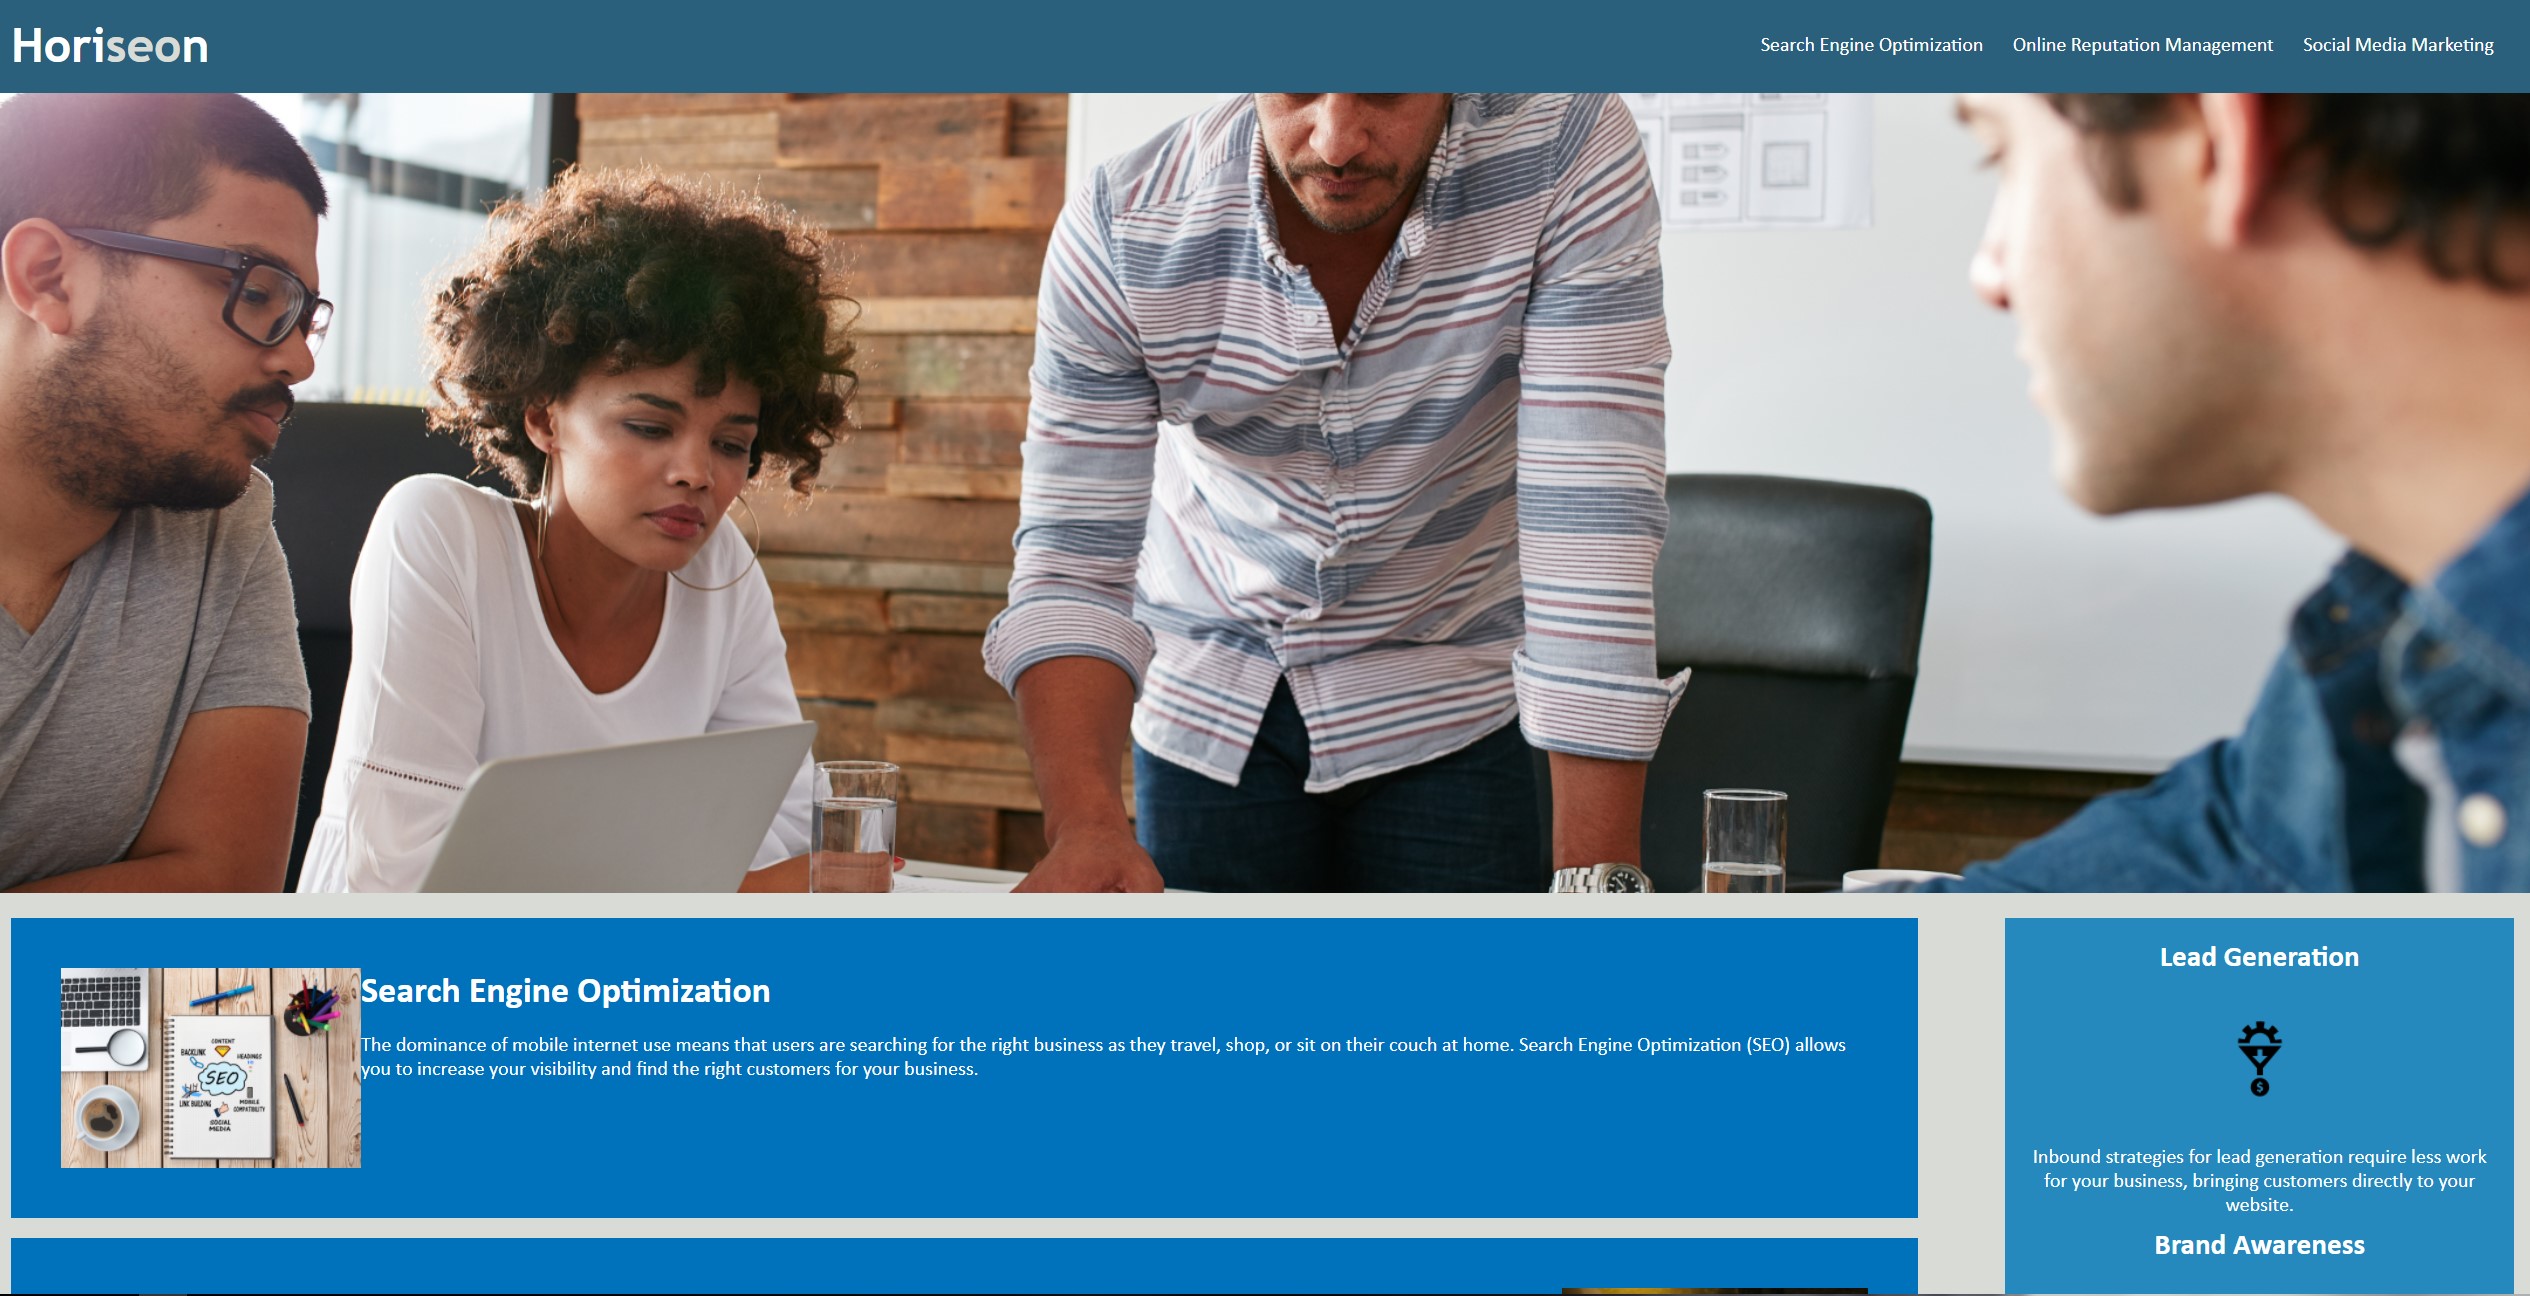 Horiseon
Search Engine Optimization
Online Reputation Management
Social Media Marketing
Search Engine Optimization
The dominance of mobile internet use means that users are searching for the right business as they travel, shop, or sit on their couch at home. Search Engine Optimization (SEO) allows
you to increase your visibility and find the right customers for your business.
CONTENT
BACKLINK
HEADINGS
SEO
LINK BUILDING
MOBILE
COMPATIBILITY
SOCIAL
MEDIA
Lead Generation
$
Inbound strategies for lead generation require less work
for your business, bringing customers directly to your
website.
Brand Awareness